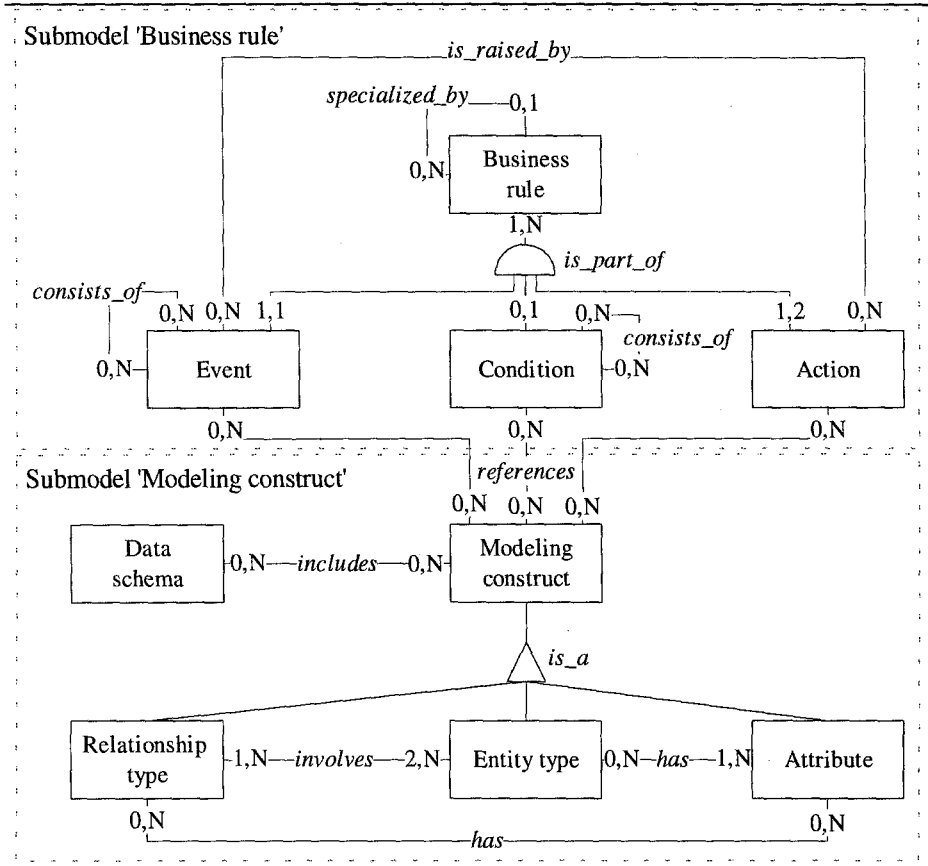 Submodel 'Business rule'
is_raised_by
specialized_by
0,1
0,N
Business
rule
1,N
is_part_of
consists_of
0,N 0,N 1,1
0,1
0,N
1,2 0,N
consists_of
0,N
Event
Condition
0,N
Action
0,N
0,N
0,N
Submodel 'Modeling construct'
references
0,N 0,N 0,N
Data
schema
0,N
includes
0,N
Modeling
construct
is_a
Relationship
type
1,N
involves
2,N
Entity type
0,N
has
1,N
Attribute
0,N
0,N
has